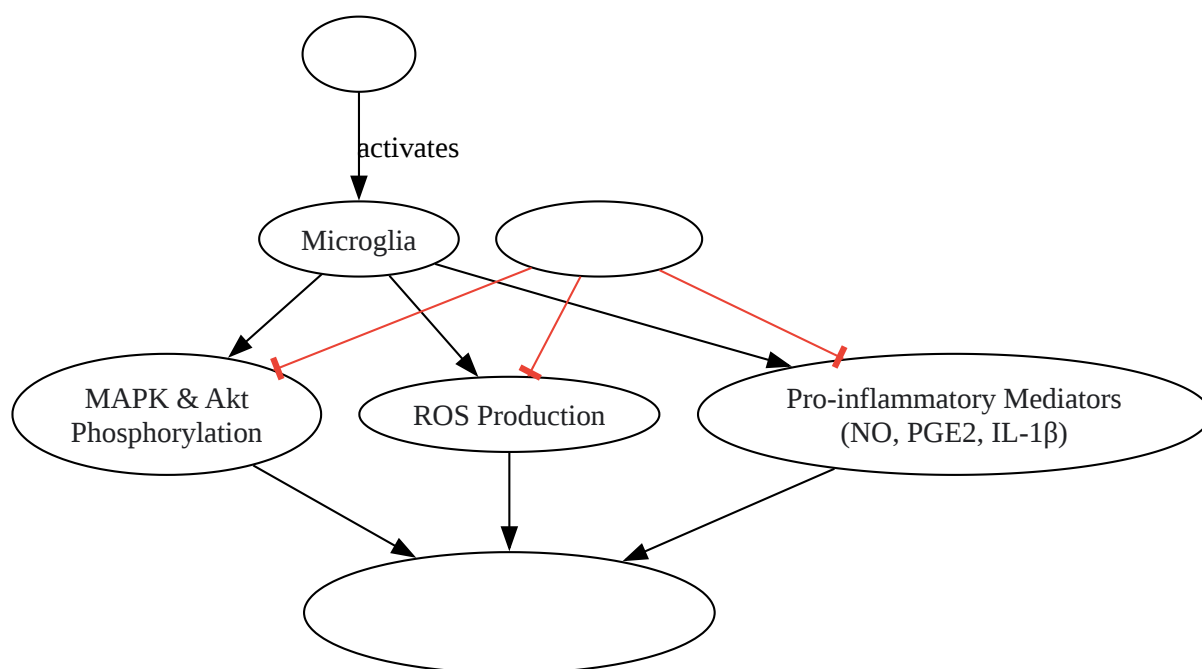 activates
Microglia
MAPK & Akt
Phosphorylation
ROS Production
Pro-inflammatory Mediators
(NO, PGE2, IL-1β)